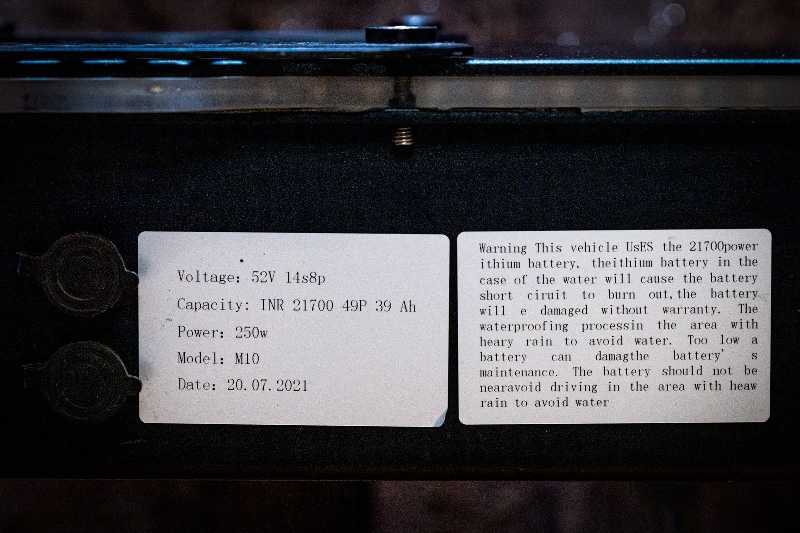 Voltage: 52V 14s8p
Capacity: INR 21700 49P 39 Ah
Power: 250w
Model: M10
Date: 20.07.2021
Warning This vehicle UsES the 21700power
ithium battery, theithium battery in the
case of the water will cause the battery
short ciruit to burn out,the battery
will e damaged without warranty. The
waterproofing processin the area with
heary rain to avoid water. Too low a
battery can damagthe battery's
maintenance. The battery should not be
nearavoid driving in the area with heaw
rain to avoid water